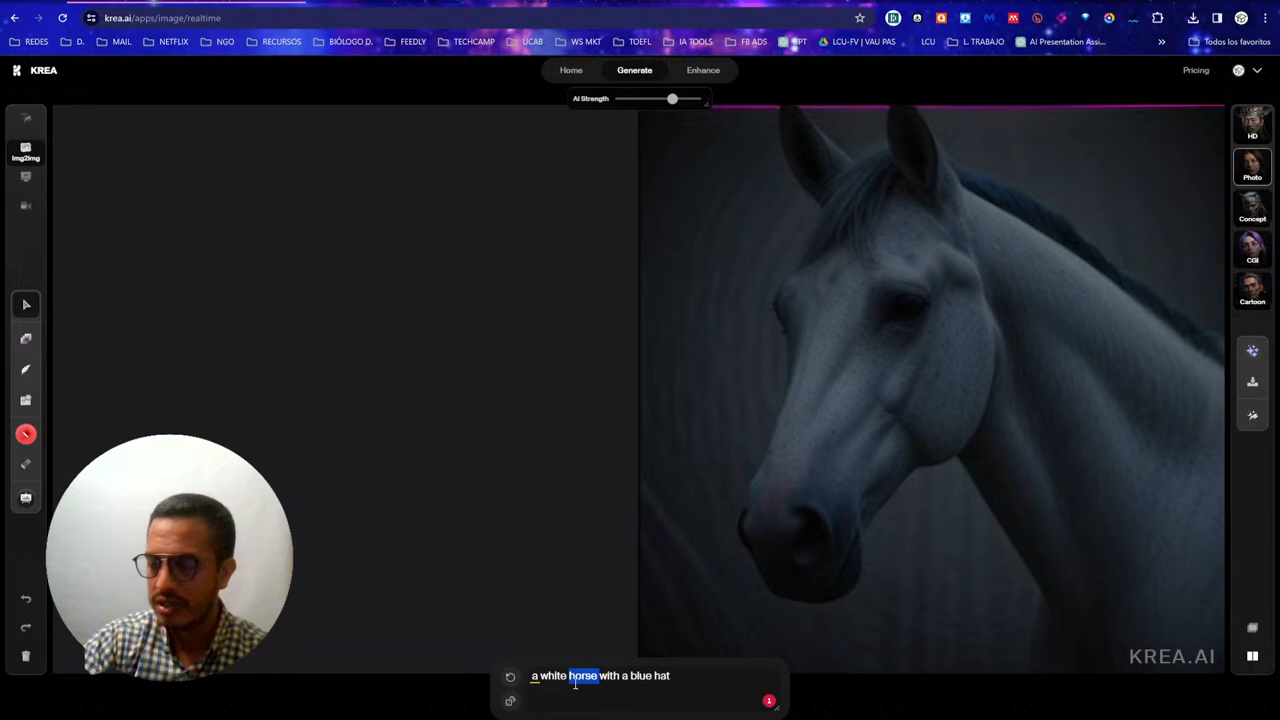 krea.ai/apps/image/realtime
REDES D. MAIL NETFLIX NGO RECURSOS BIÓLOGO D. FEEDLY TECHCAMP UCAB WS MKT TOEFL IA TOOLS FB ADS GPT LCU-FV | VAU PAS LCU L. TRABAJO AI Presentation Assi... » Todos los favoritos
KREA Home Generate Enhance Pricing
AI Strength
HD
Img2Img
Photo
Concept
CGI
Cartoon
KREA.AI
a white horse with a blue hat
1